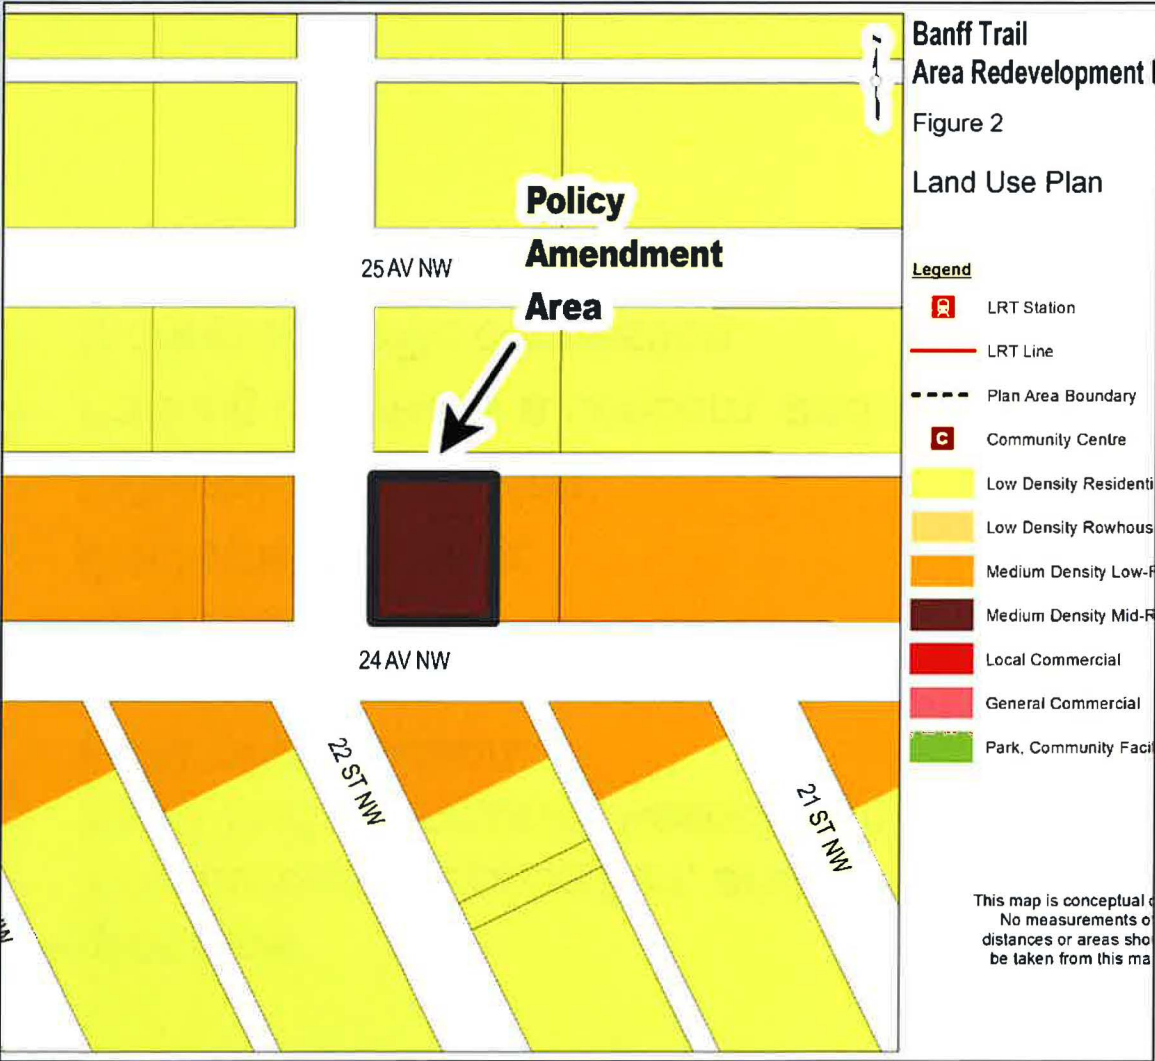 Banff Trail
Area Redevelopment
Figure 2
Land Use Plan
Policy
Amendment
Area
25 AV NW
24 AV NW
22 ST NW
21 ST NW
Legend
LRT Station
LRT Line
Plan Area Boundary
C Community Centre
Low Density Residenti
Low Density Rowhous
Medium Density Low-R
Medium Density Mid-R
Local Commercial
General Commercial
Park, Community Facil
This map is conceptual
No measurements o
distances or areas shou
be taken from this ma